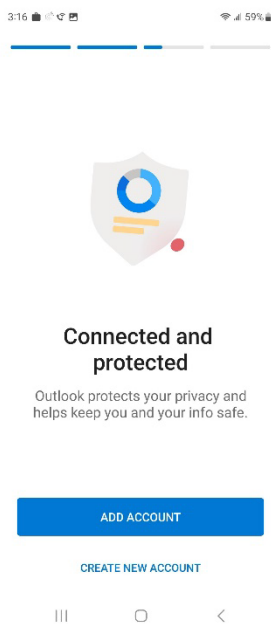 3:16
59%
Connected and
protected
Outlook protects your privacy and
helps keep you and your info safe.
ADD ACCOUNT
CREATE NEW ACCOUNT